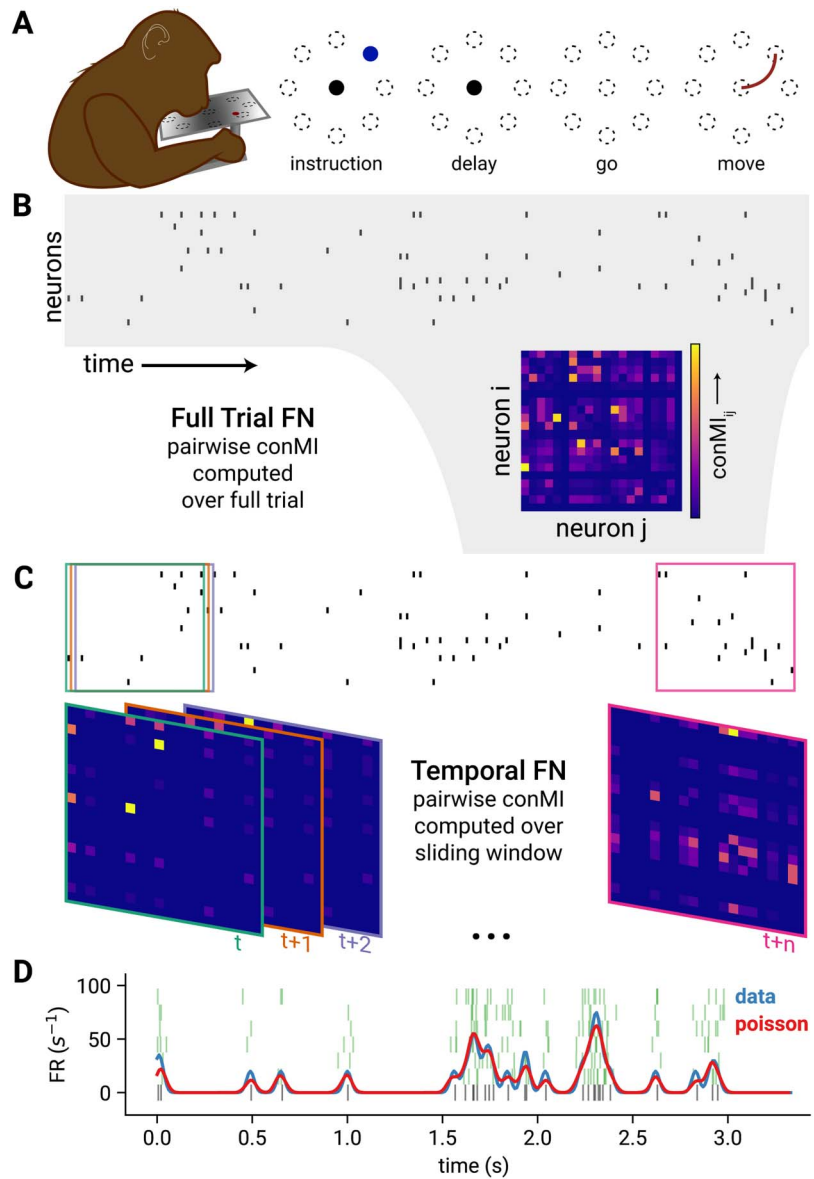 A
instruction
delay
go
move
B
neurons
time
Full Trial FN
pairwise conMI
computed
over full trial
neuron i
neuron j
conMI_ij
C
Temporal FN
pairwise conMI
computed over
sliding window
...
t
t+1
t+2
t+n
D
FR (s⁻¹)
100
50
0
data
poisson
0.0
0.5
1.0
1.5
2.0
2.5
3.0
time (s)